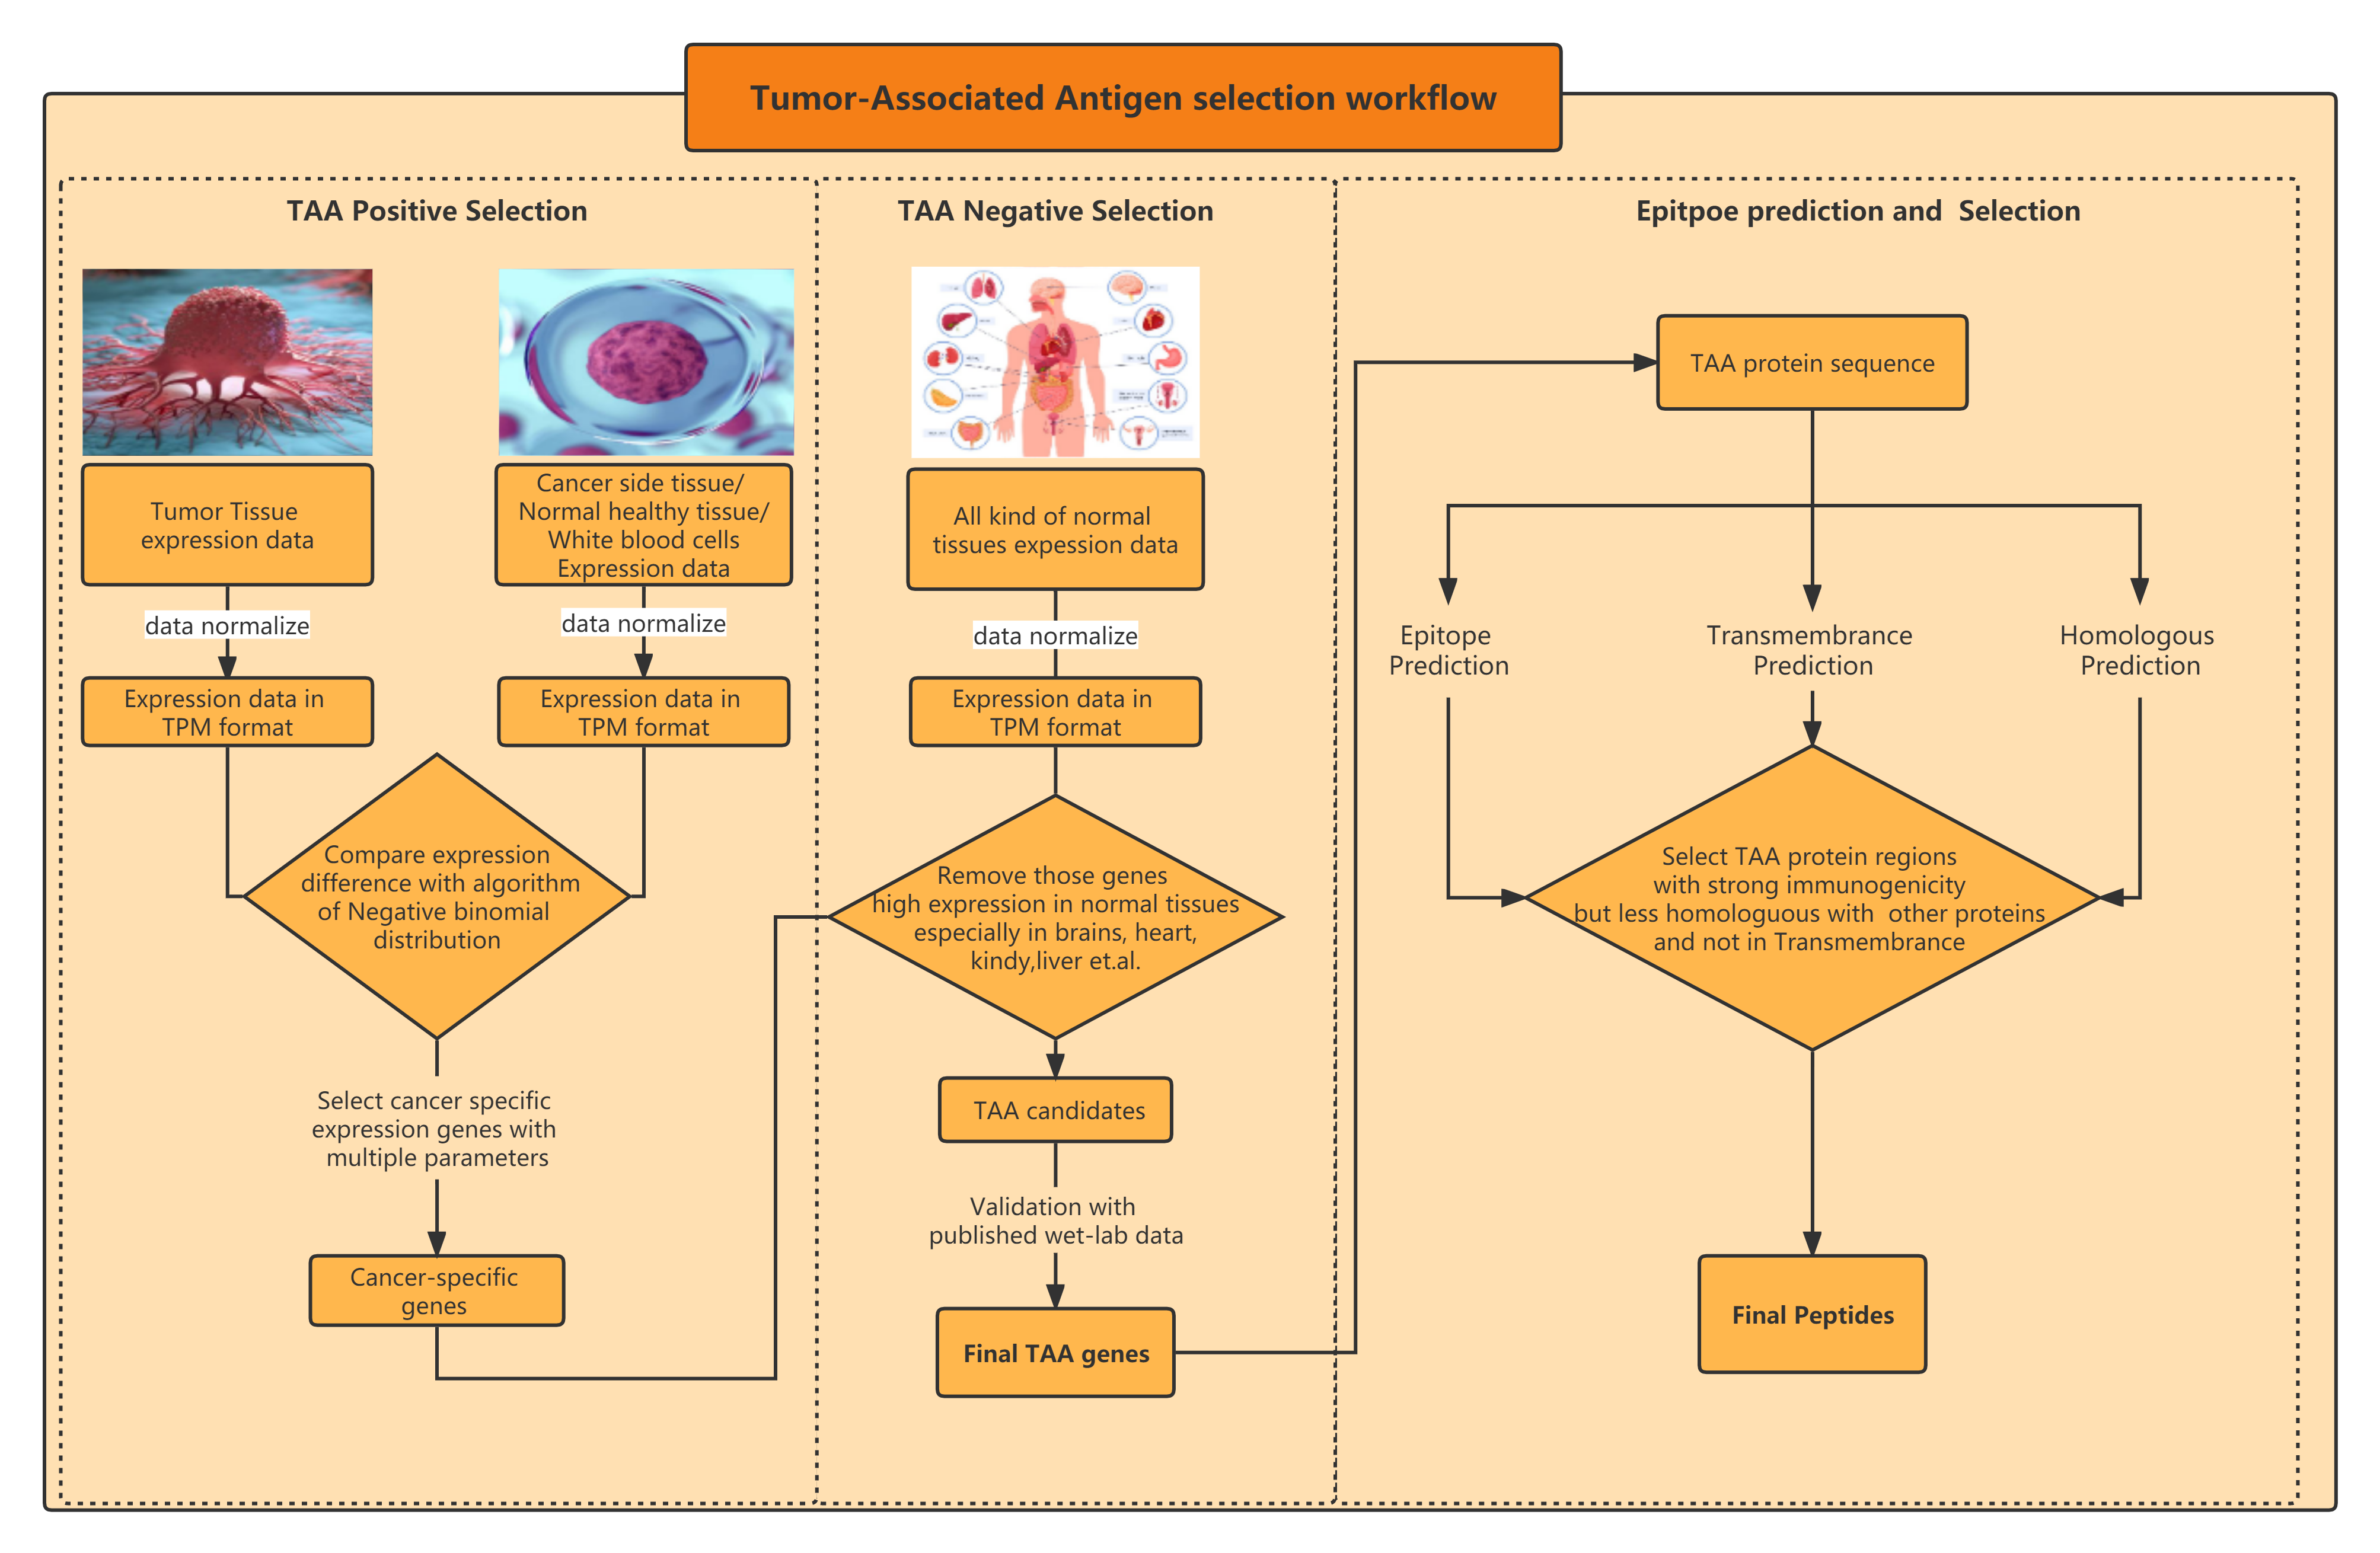 Tumor-Associated Antigen selection workflow
TAA Positive Selection
Tumor Tissue
expression data
Cancer side tissue/
Normal healthy tissue/
White blood cells
Expression data
data normalize
data normalize
Expression data in
TPM format
Expression data in
TPM format
Compare expression
difference with algorithm
of Negative binomial
distribution
Select cancer specific
expression genes with
multiple parameters
Cancer-specific
genes
TAA Negative Selection
All kind of normal
tissues expession data
data normalize
Expression data in
TPM format
Remove those genes
high expression in normal tissues
especially in brains, heart,
kindy,liver et.al.
TAA candidates
Validation with
published wet-lab data
Final TAA genes
Epitpoe prediction and  Selection
TAA protein sequence
Epitope
Prediction
Transmembrance
Prediction
Homologous
Prediction
Select TAA protein regions
with strong immunogenicity
but less homologuous with  other proteins
and not in Transmembrance
Final Peptides